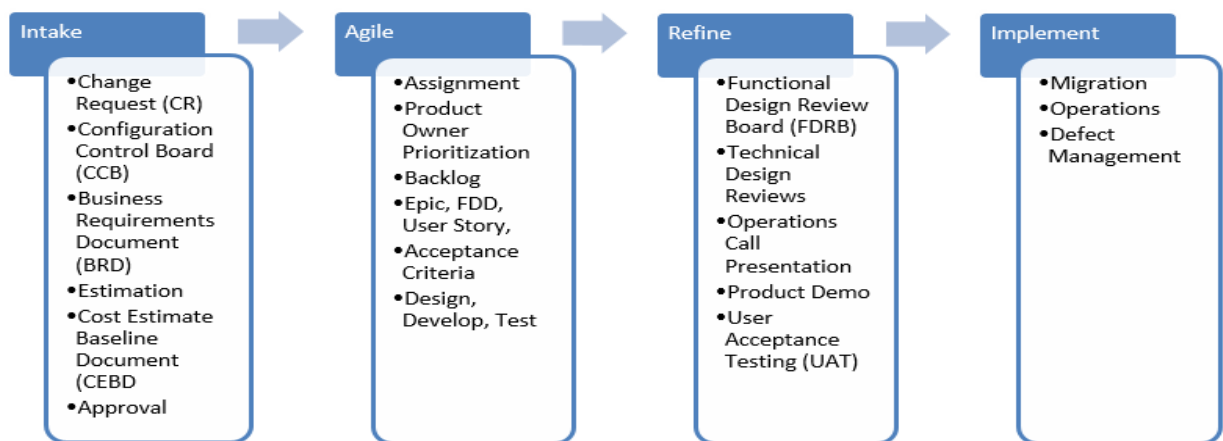 Intake
•Change
Request (CR)
•Configuration
Control Board
(CCB)
•Business
Requirements
Document
(BRD)
•Estimation
•Cost Estimate
Baseline
Document
(CEBD
•Approval
Agile
•Assignment
•Product
Owner
Prioritization
•Backlog
•Epic, FDD,
User Story,
•Acceptance
Criteria
•Design,
Develop, Test
Refine
•Functional
Design Review
Board (FDRB)
•Technical
Design
Reviews
•Operations
Call
Presentation
•Product Demo
•User
Acceptance
Testing (UAT)
Implement
•Migration
•Operations
•Defect
Management